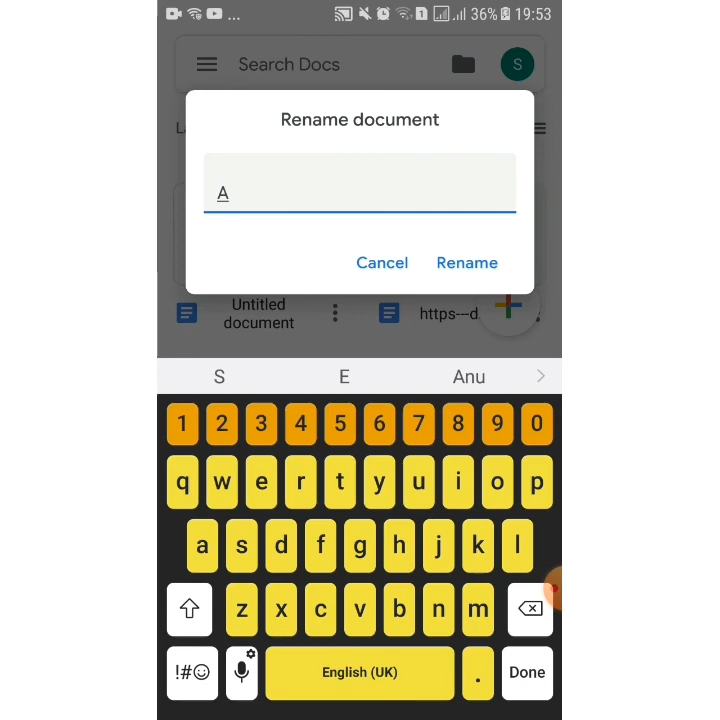 ... 1 36% 19:53
Search Docs S
Rename document
A
Cancel Rename
Untitled
document
https---d
S E Anu
1 2 3 4 5 6 7 8 9 0
q w e r t y u i o p
a s d f g h j k l
z x c v b n m
!#☺ English (UK) . Done